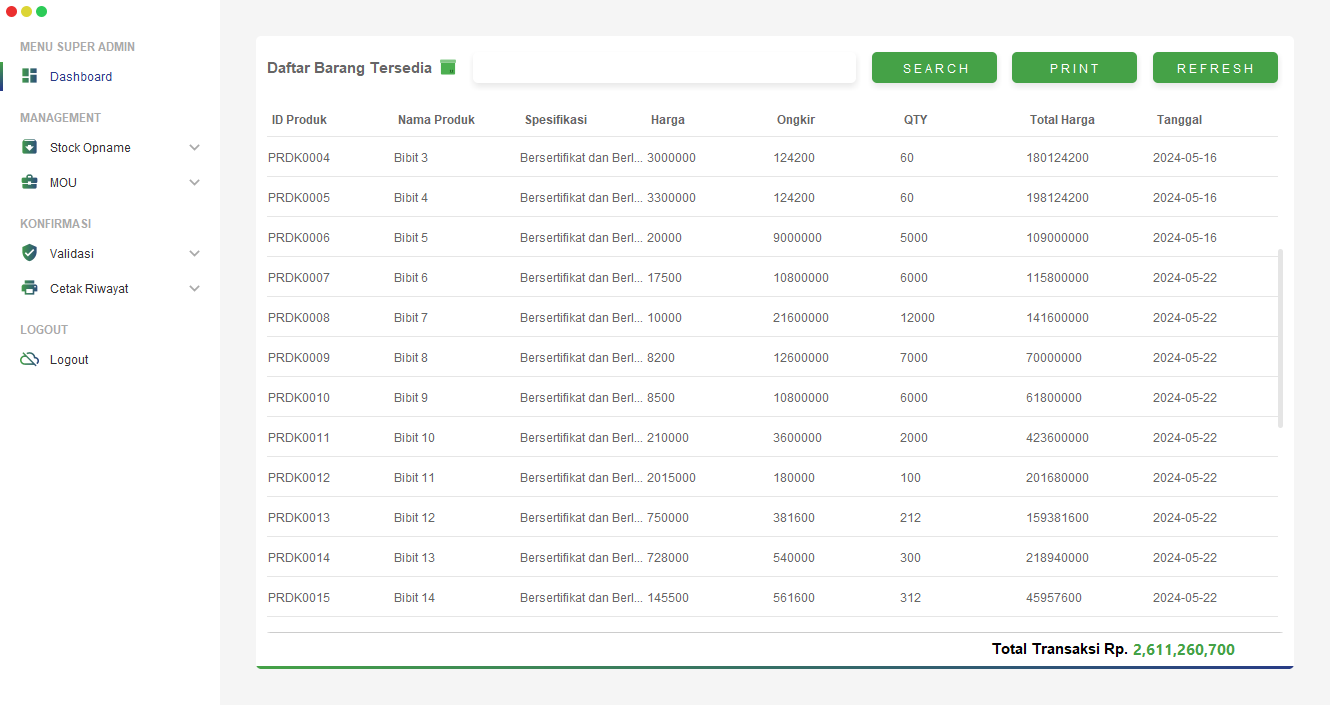 MENU SUPER ADMIN
Dashboard
MANAGEMENT
Stock Opname
MOU
KONFIRMASI
Validasi
Cetak Riwayat
LOGOUT
Logout
Daftar Barang Tersedia SEARCH PRINT REFRESH
ID Produk Nama Produk Spesifikasi Harga Ongkir QTY Total Harga Tanggal
PRDK0004 Bibit 3 Bersertifikat dan Berl... 3000000 124200 60 180124200 2024-05-16
PRDK0005 Bibit 4 Bersertifikat dan Berl... 3300000 124200 60 198124200 2024-05-16
PRDK0006 Bibit 5 Bersertifikat dan Berl... 20000 9000000 5000 109000000 2024-05-16
PRDK0007 Bibit 6 Bersertifikat dan Berl... 17500 10800000 6000 115800000 2024-05-22
PRDK0008 Bibit 7 Bersertifikat dan Berl... 10000 21600000 12000 141600000 2024-05-22
PRDK0009 Bibit 8 Bersertifikat dan Berl... 8200 12600000 7000 70000000 2024-05-22
PRDK0010 Bibit 9 Bersertifikat dan Berl... 8500 10800000 6000 61800000 2024-05-22
PRDK0011 Bibit 10 Bersertifikat dan Berl... 210000 3600000 2000 423600000 2024-05-22
PRDK0012 Bibit 11 Bersertifikat dan Berl... 2015000 180000 100 201680000 2024-05-22
PRDK0013 Bibit 12 Bersertifikat dan Berl... 750000 381600 212 159381600 2024-05-22
PRDK0014 Bibit 13 Bersertifikat dan Berl... 728000 540000 300 218940000 2024-05-22
PRDK0015 Bibit 14 Bersertifikat dan Berl... 145500 561600 312 45957600 2024-05-22
Total Transaksi Rp. 2,611,260,700